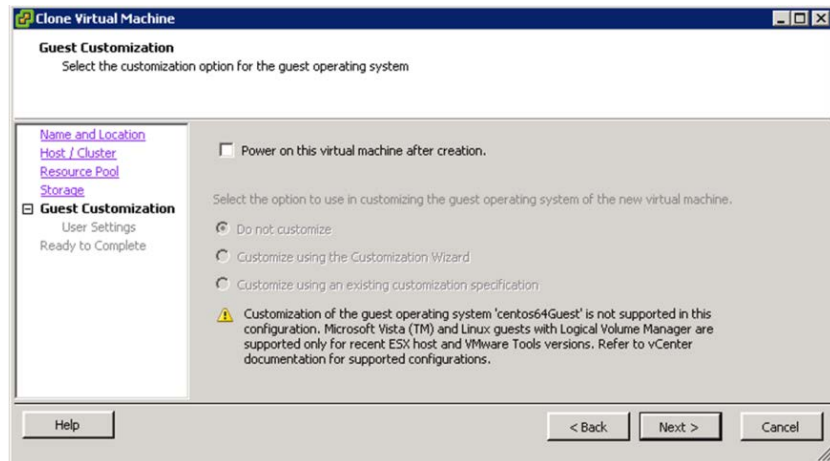 Clone Virtual Machine
Guest Customization
Select the customization option for the guest operating system
Name and Location
Host / Cluster
Resource Pool
Storage
Guest Customization
User Settings
Ready to Complete
Power on this virtual machine after creation.
Select the option to use in customizing the guest operating system of the new virtual machine.
Do not customize
Customize using the Customization Wizard
Customize using an existing customization specification
Customization of the guest operating system 'centos64Guest' is not supported in this
configuration. Microsoft Vista (TM) and Linux guests with Logical Volume Manager are
supported only for recent ESX host and VMware Tools versions. Refer to vCenter
documentation for supported configurations.
Help
< Back
Next >
Cancel